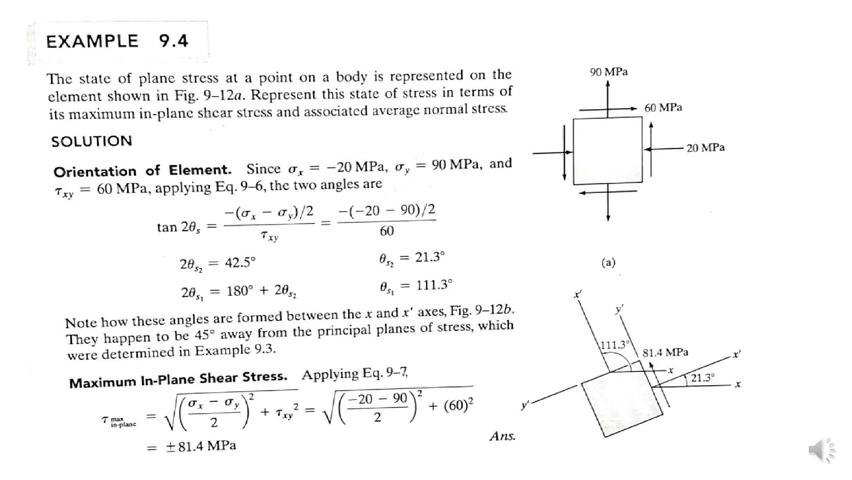 EXAMPLE 9.4
The state of plane stress at a point on a body is represented on the
element shown in Fig. 9–12a. Represent this state of stress in terms of
its maximum in-plane shear stress and associated average normal stress.
SOLUTION
Orientation of Element. Since σx = −20 MPa, σy = 90 MPa, and
τxy = 60 MPa, applying Eq. 9–6, the two angles are
tan 2θs = −(σx − σy)/2 / τxy = −(−20 − 90)/2 / 60
2θs2 = 42.5° θs2 = 21.3°
2θs1 = 180° + 2θs2 θs1 = 111.3°
Note how these angles are formed between the x and x′ axes, Fig. 9–12b.
They happen to be 45° away from the principal planes of stress, which
were determined in Example 9.3.
Maximum In-Plane Shear Stress. Applying Eq. 9–7,
τ max in-plane = √((σx − σy / 2)² + τxy²) = √((−20 − 90 / 2)² + (60)²)
= ±81.4 MPa Ans.
90 MPa
60 MPa
20 MPa
(a)
x′
y′
111.3°
81.4 MPa
x′
x
21.3°
x
y′